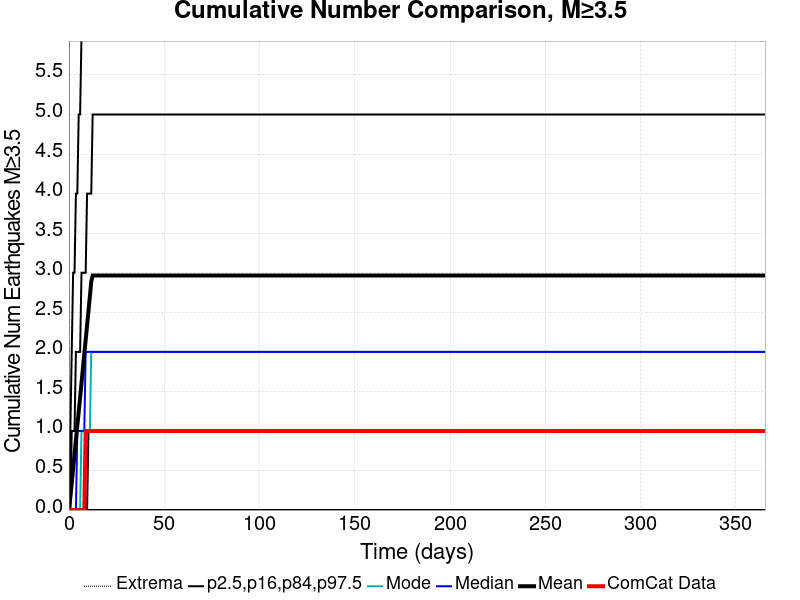 Cumulative Number Comparison, M≥3.5
Cumulative Num Earthquakes M≥3.5
5.5
5.0
4.5
4.0
3.5
3.0
2.5
2.0
1.5
1.0
0.5
0.0
0 50 100 150 200 250 300 350
Time (days)
Extrema p2.5,p16,p84,p97.5 Mode Median Mean ComCat Data